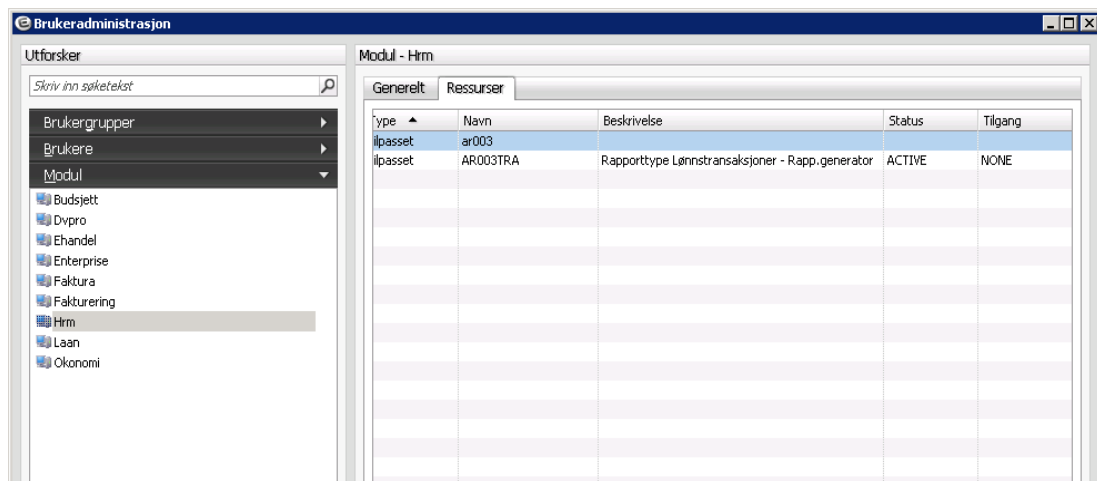 Brukeradministrasjon
Utforsker
Skriv inn søketekst
Brukergrupper
Brukere
Modul
Budsjett
Dvpro
Ehandel
Enterprise
Faktura
Fakturering
Hrm
Laan
Okonomi
Modul - Hrm
Generelt Ressurser
Type Navn Beskrivelse Status Tilgang
ilpasset ar003
ilpasset AR003TRA Rapporttype Lønnstransaksjoner - Rapp.generator ACTIVE NONE